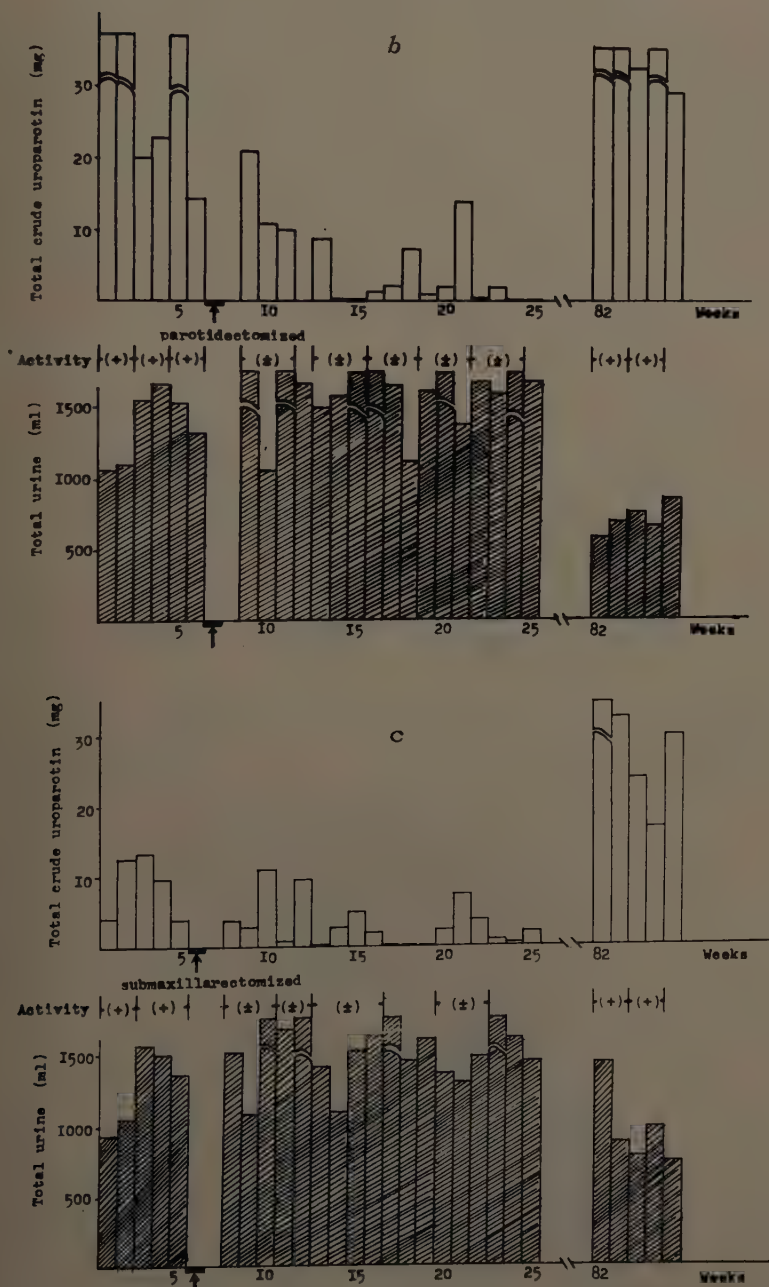 b
Total crude uroparotin (mg)
30
20
10
5 10 15 20 25 82 Weeks
parotidectomized
Activity (+) (+) (+) (±) (±) (±) (±) (±) (+) (+)
Total urine (ml)
1500
1000
500
5 10 15 20 25 82 Weeks
c
Total crude uroparotin (mg)
30
20
10
5 10 15 20 25 82 Weeks
submaxillarectomized
Activity (+) (+) (±) (±) (±) (±) (+) (+)
Total urine (ml)
1500
1000
500
5 10 15 20 25 82 Weeks